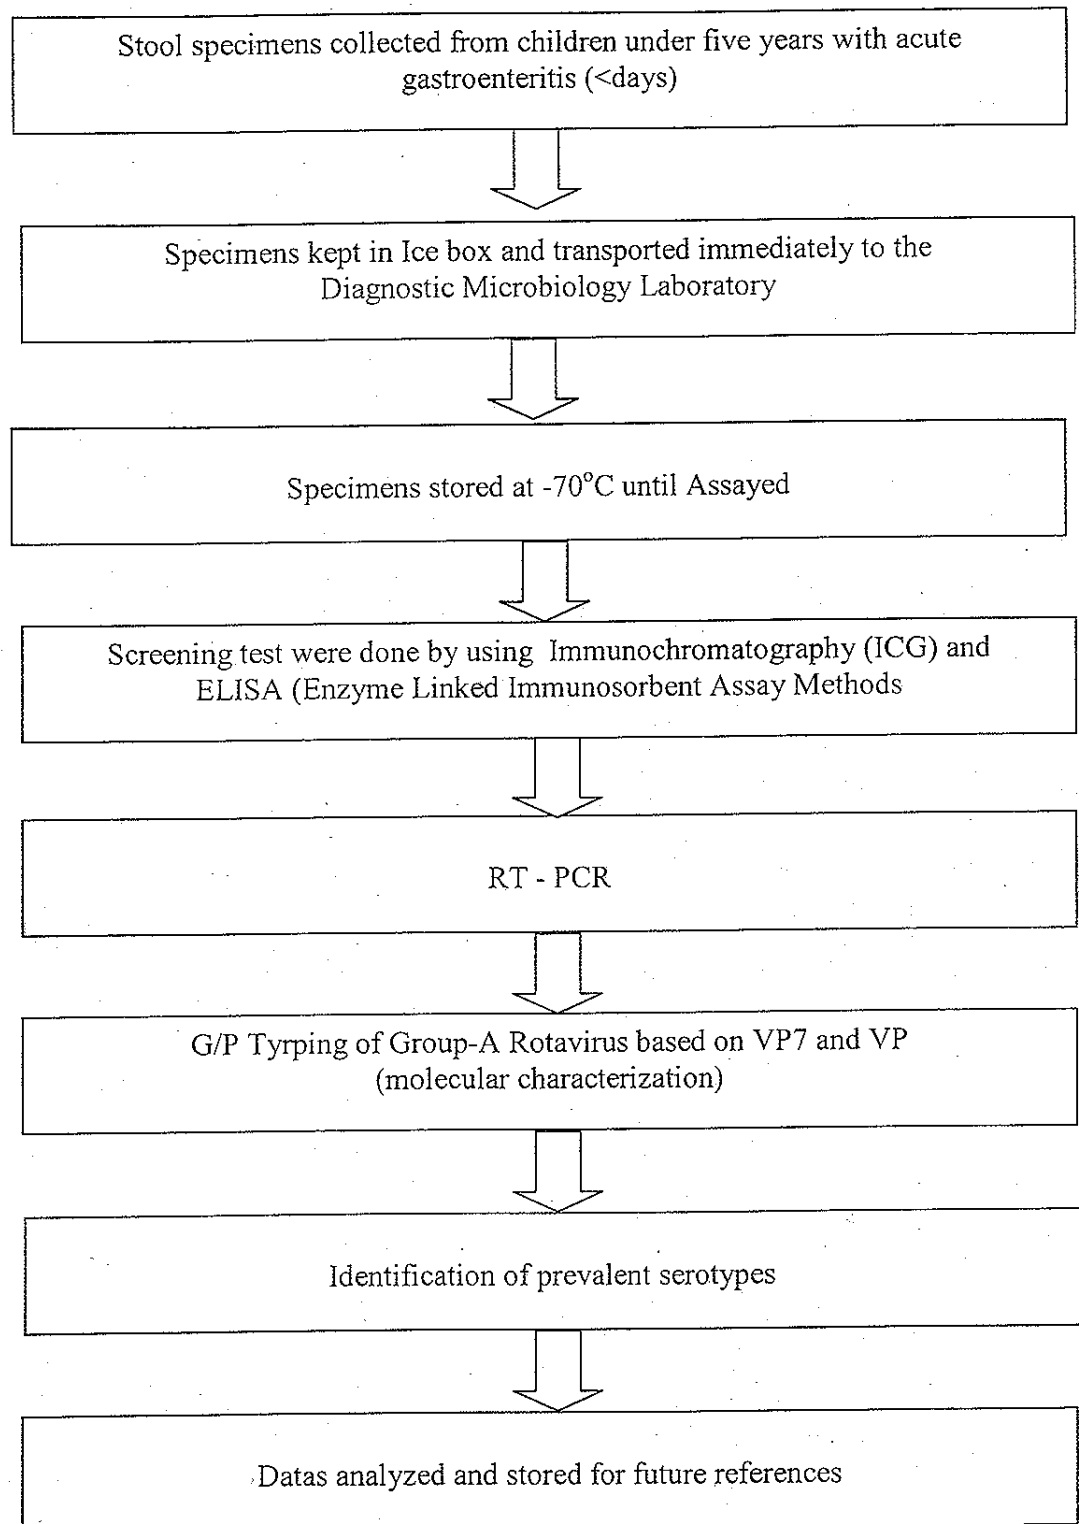 Stool specimens collected from children under five years with acute
gastroenteritis (<days)
Specimens kept in Ice box and transported immediately to the
Diagnostic Microbiology Laboratory
Specimens stored at -70°C until Assayed
Screening test were done by using Immunochromatography (ICG) and
ELISA (Enzyme Linked Immunosorbent Assay Methods
RT - PCR
G/P Tyrping of Group-A Rotavirus based on VP7 and VP
(molecular characterization)
Identification of prevalent serotypes
Datas analyzed and stored for future references